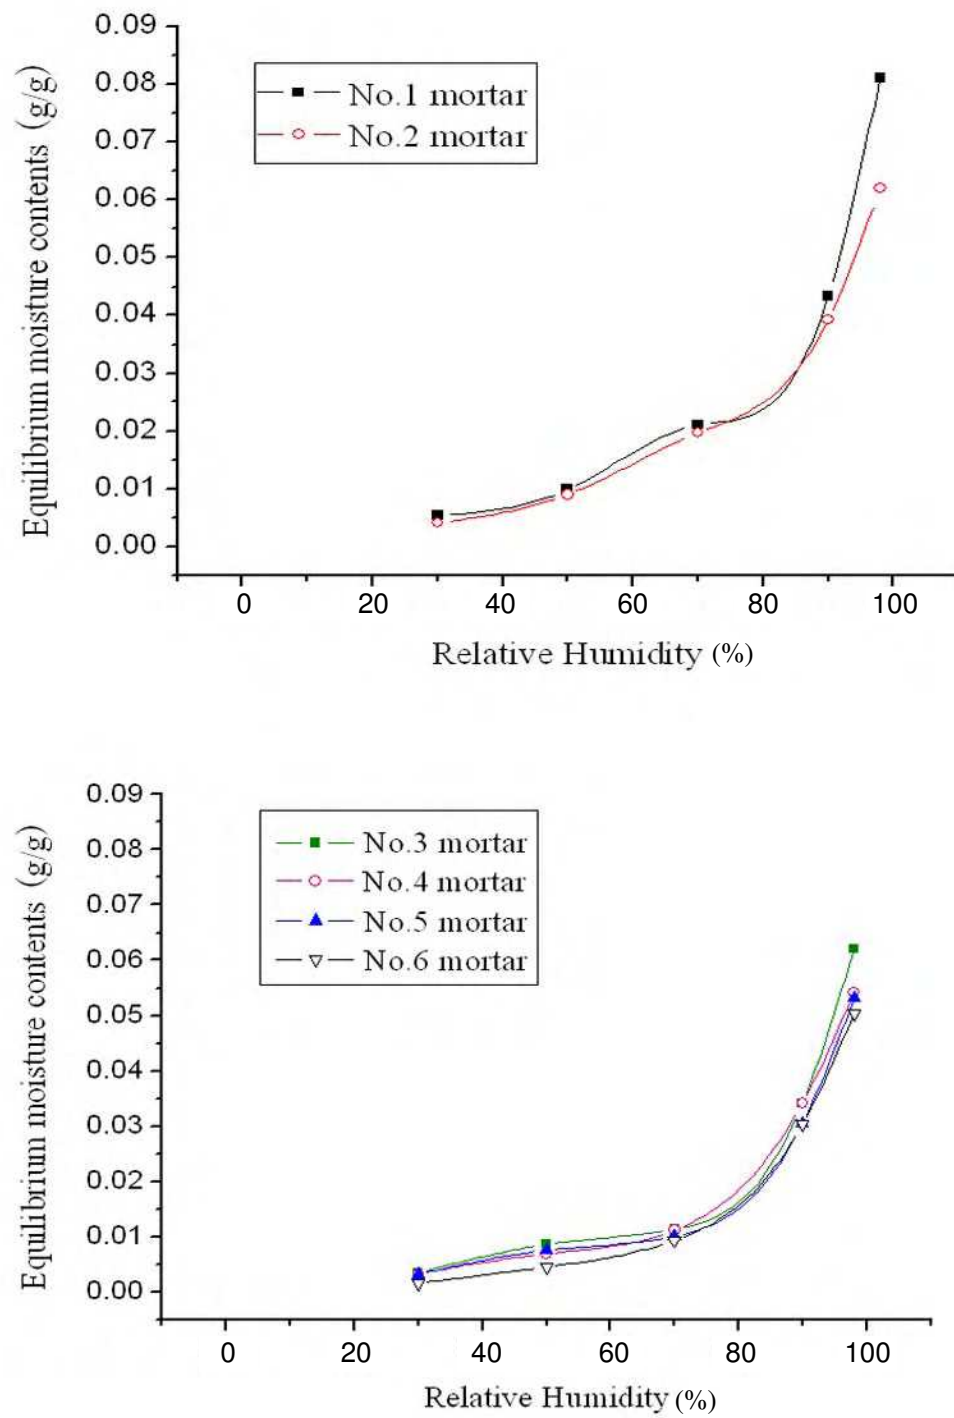 0.09
0.08
0.07
0.06
0.05
0.04
0.03
0.02
0.01
0.00
Equilibrium moisture contents (g/g)
No.1 mortar
No.2 mortar
0 20 40 60 80 100
Relative Humidity (%)
0.09
0.08
0.07
0.06
0.05
0.04
0.03
0.02
0.01
0.00
Equilibrium moisture contents (g/g)
No.3 mortar
No.4 mortar
No.5 mortar
No.6 mortar
0 20 40 60 80 100
Relative Humidity (%)